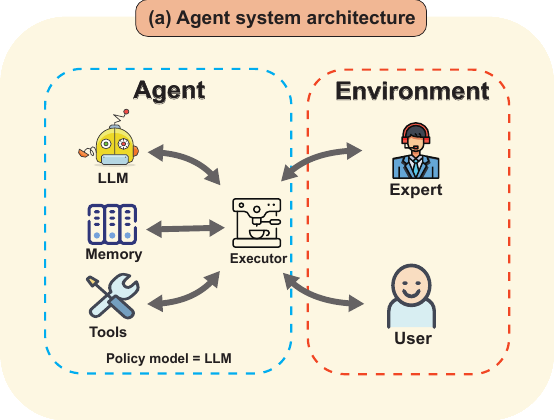 (a) Agent system architecture
Agent
Environment
LLM
Expert
Memory
Executor
Tools
User
Policy model = LLM